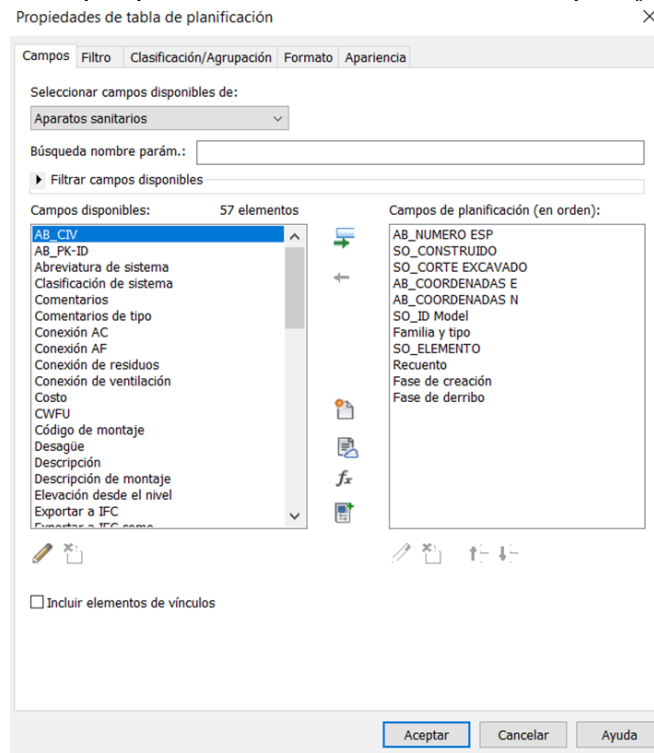 Propiedades de tabla de planificación
Campos Filtro Clasificación/Agrupación Formato Apariencia
Seleccionar campos disponibles de:
Aparatos sanitarios
Búsqueda nombre parám.:
Filtrar campos disponibles
Campos disponibles: 57 elementos
AB_CIV
AB_PK-ID
Abreviatura de sistema
Clasificación de sistema
Comentarios
Comentarios de tipo
Conexión AC
Conexión AF
Conexión de residuos
Conexión de ventilación
Costo
CWFU
Código de montaje
Desagüe
Descripción
Descripción de montaje
Elevación desde el nivel
Exportar a IFC
Exportar a IFC como
Campos de planificación (en orden):
AB_NUMERO ESP
SO_CONSTRUIDO
SO_CORTE EXCAVADO
AB_COORDENADAS E
AB_COORDENADAS N
SO_ID Model
Familia y tipo
SO_ELEMENTO
Recuento
Fase de creación
Fase de derribo
fx
Incluir elementos de vínculos
Aceptar Cancelar Ayuda